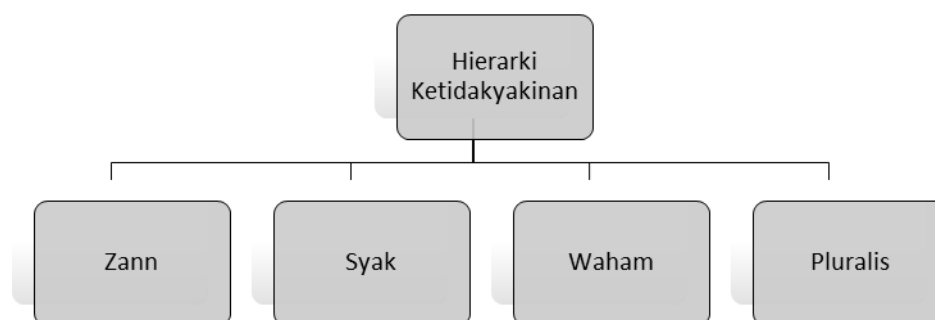 Hierarki
Ketidakyakinan
Zann
Syak
Waham
Pluralis